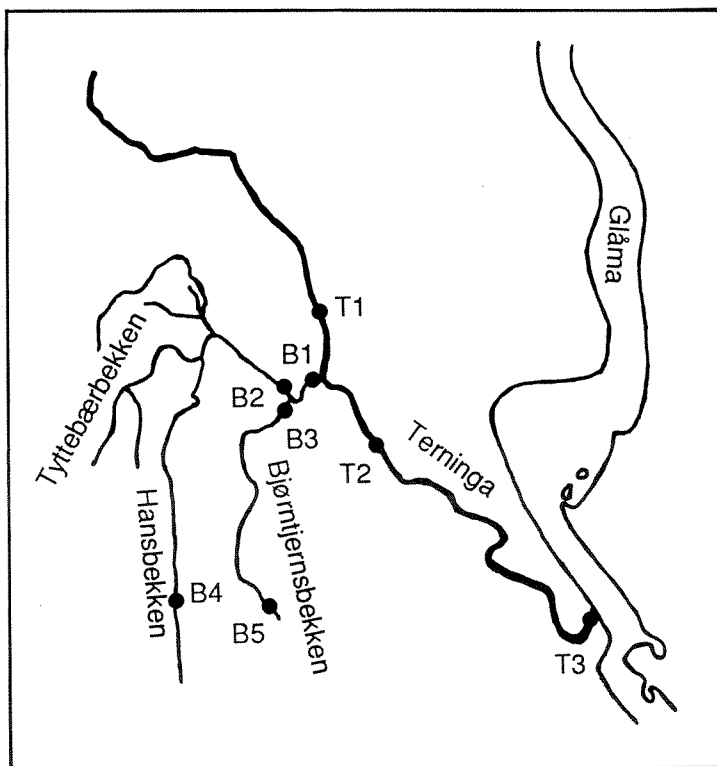 Glåma
T1
B1
B2
B3
Tyttebærbekken
Terninga
T2
Hansbekken
Bjørntjernsbekken
B4
B5
T3